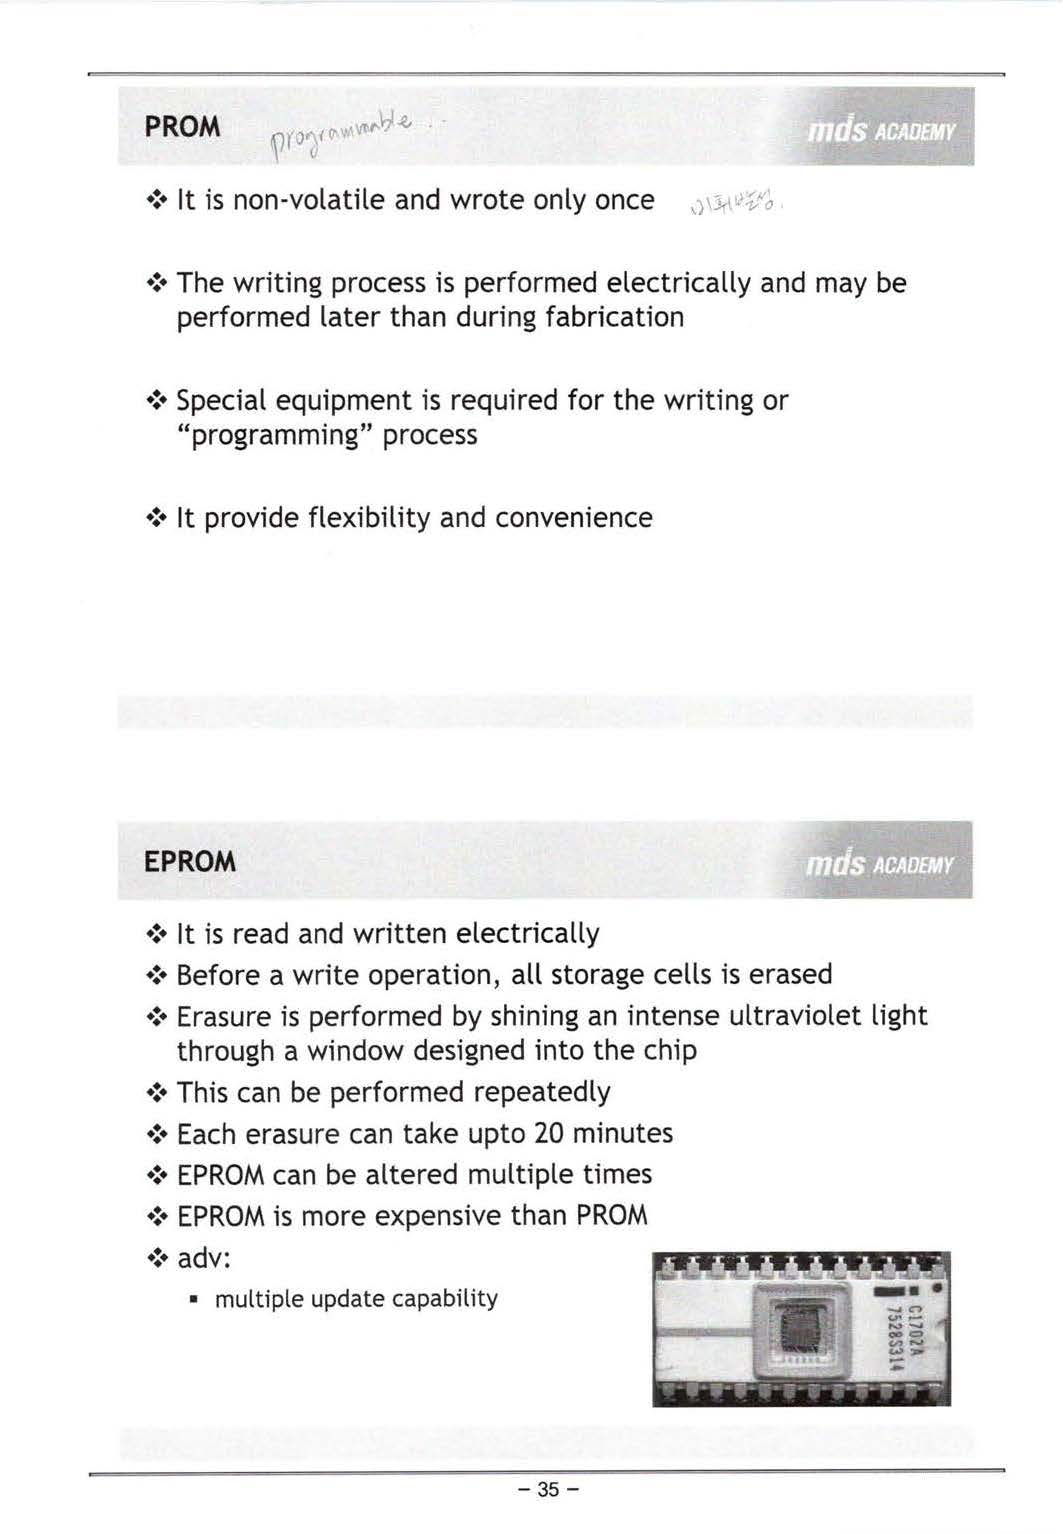 PROM
programmable . .
mds ACADEMY
❖ It is non-volatile and wrote only once
비휘발성.
❖ The writing process is performed electrically and may be
performed later than during fabrication
❖ Special equipment is required for the writing or
“programming” process
❖ It provide flexibility and convenience
EPROM
mds ACADEMY
❖ It is read and written electrically
❖ Before a write operation, all storage cells is erased
❖ Erasure is performed by shining an intense ultraviolet light
through a window designed into the chip
❖ This can be performed repeatedly
❖ Each erasure can take upto 20 minutes
❖ EPROM can be altered multiple times
❖ EPROM is more expensive than PROM
❖ adv:
▪ multiple update capability
C1702A
7528S314
– 35 –